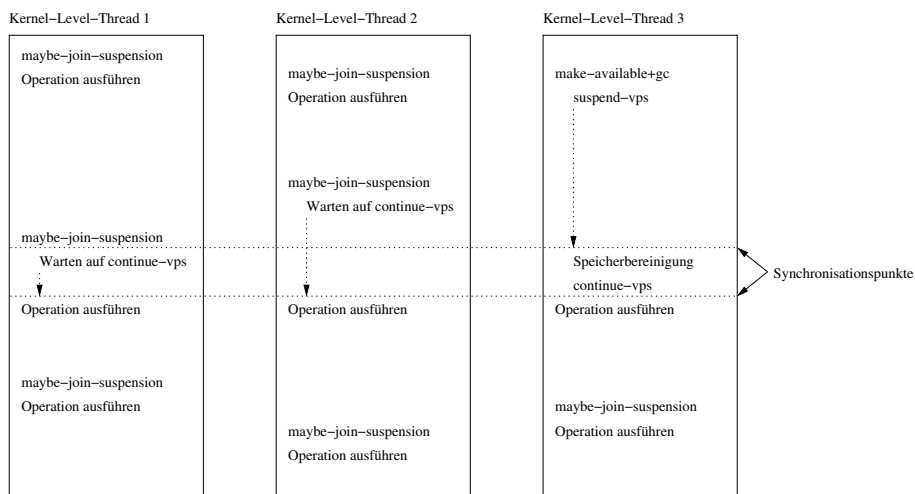 Kernel−Level−Thread 1
maybe−join−suspension
Operation ausführen
maybe−join−suspension
Warten auf continue−vps
Operation ausführen
maybe−join−suspension
Operation ausführen
Kernel−Level−Thread 2
maybe−join−suspension
Operation ausführen
maybe−join−suspension
Warten auf continue−vps
Operation ausführen
maybe−join−suspension
Operation ausführen
Kernel−Level−Thread 3
make−available+gc
suspend−vps
Speicherbereinigung
continue−vps
Operation ausführen
maybe−join−suspension
Operation ausführen
Synchronisationspunkte